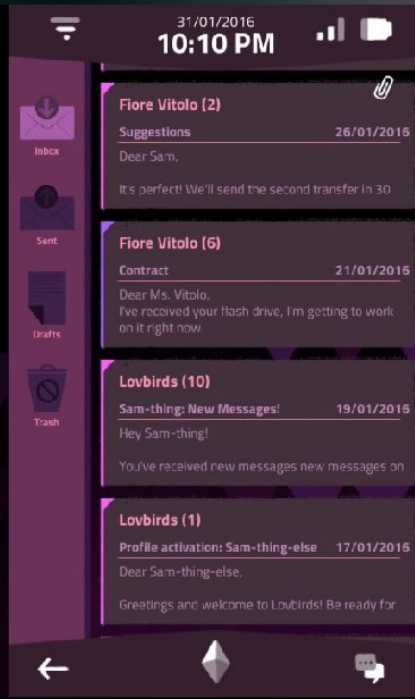 31/01/2016
10:10 PM
Inbox
Sent
Drafts
Trash
Fiore Vitolo (2)
Suggestions 26/01/2016
Dear Sam,
It's perfect! We'll send the second transfer in 30
Fiore Vitolo (6)
Contract 21/01/2016
Dear Ms. Vitolo,
I've received your flash drive, I'm getting to work
on it right now.
Lovbirds (10)
Sam-thing: New Messages! 19/01/2016
Hey Sam-thing!
You've received new messages new messages on
Lovbirds (1)
Profile activation: Sam-thing-else 17/01/2016
Dear Sam-thing-else,
Greetings and welcome to Lovbirds! Be ready for